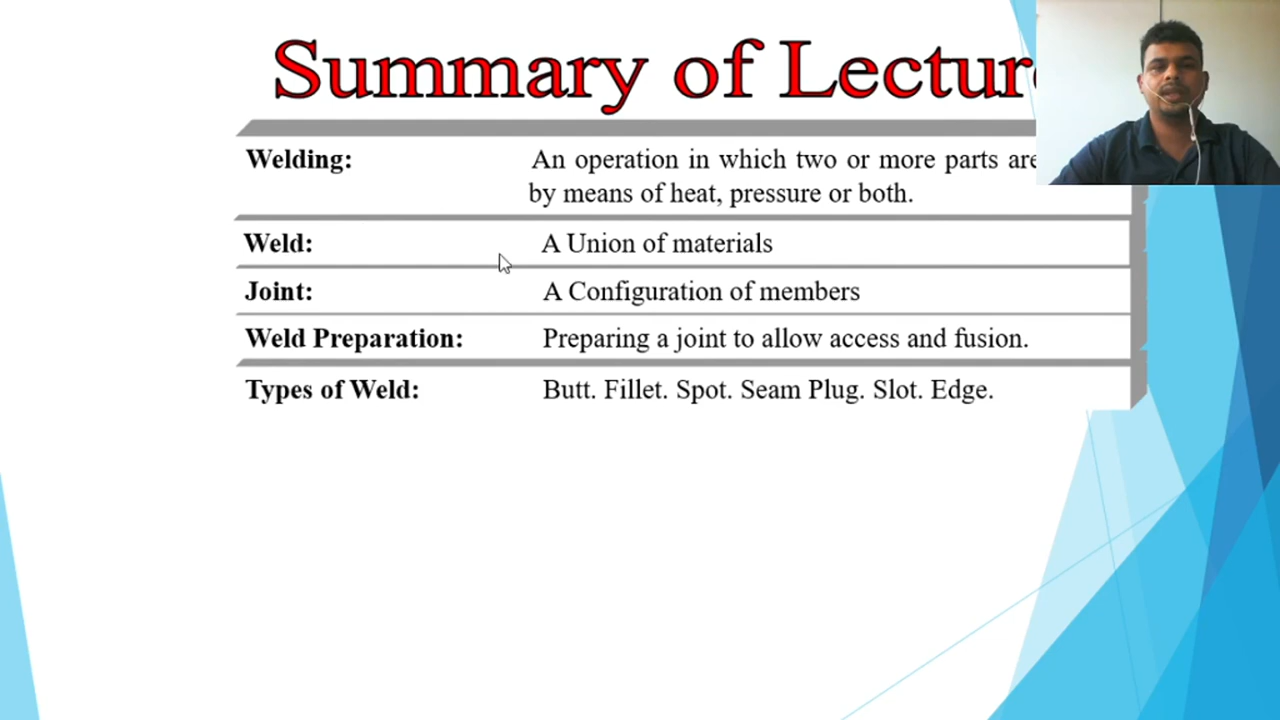 Summary of Lectur
Welding: An operation in which two or more parts are
by means of heat, pressure or both.
Weld: A Union of materials
Joint: A Configuration of members
Weld Preparation: Preparing a joint to allow access and fusion.
Types of Weld: Butt. Fillet. Spot. Seam Plug. Slot. Edge.